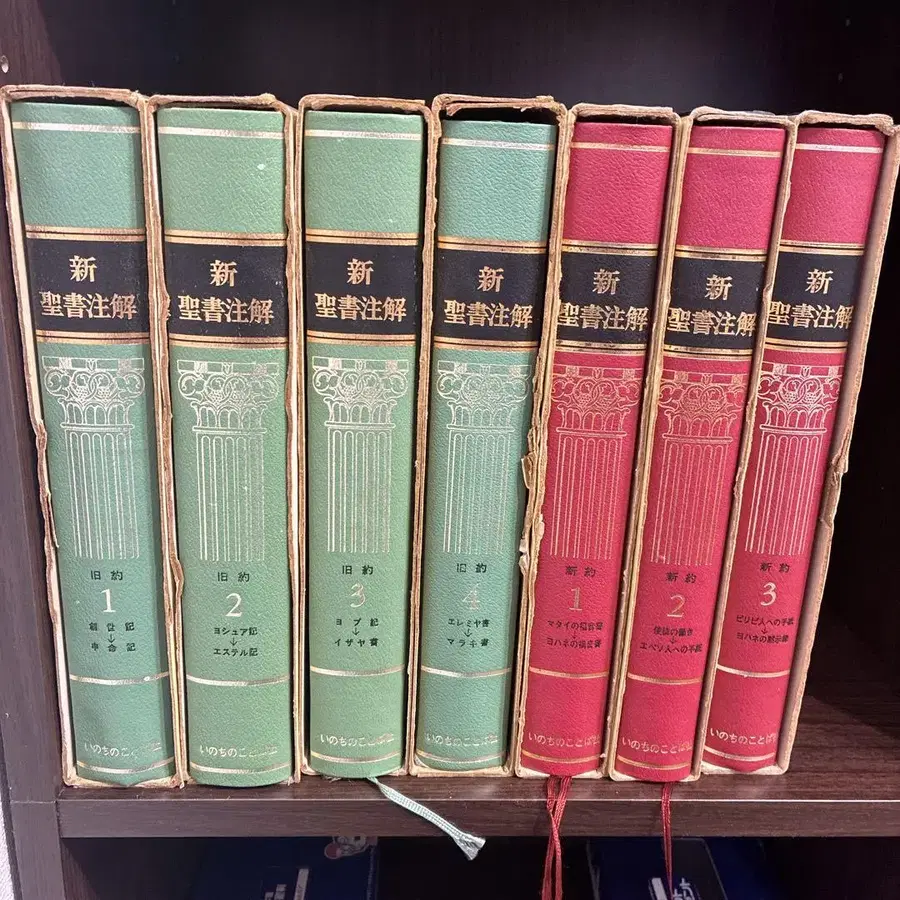 新
聖書注解
旧約
1
創世記
↓
申命記
いのちのことば社
新
聖書注解
旧約
2
ヨシュア記
↓
エステル記
いのちのことば社
新
聖書注解
旧約
3
ヨブ記
↓
イザヤ書
いのちのことば社
新
聖書注解
旧約
4
エレミヤ書
↓
マラキ書
いのちのことば社
新
聖書注解
新約
1
マタイの福音書
↓
ヨハネの福音書
いのちのことば社
新
聖書注解
新約
2
使徒の働き
↓
エペソ人への手紙
いのちのことば社
新
聖書注解
新約
3
ピリピ人への手紙
↓
ヨハネの黙示録
いのちのことば社